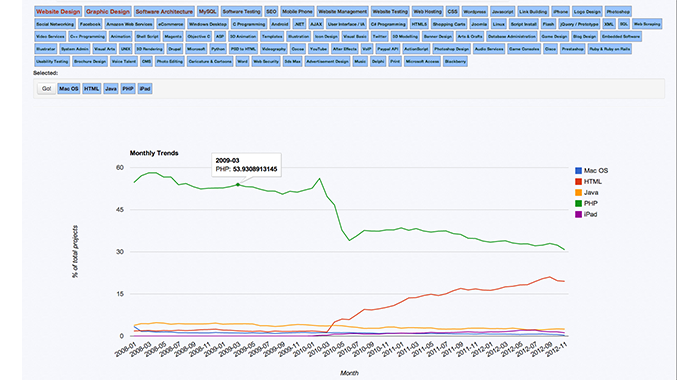 Website Design Graphic Design Software Architecture MySQL Software Testing SEO Mobile Phone Website Management Website Testing Web Hosting CSS Wordpress Javascript Link Building iPhone Logo Design Photoshop
Social Networking Facebook Amazon Web Services eCommerce Windows Desktop C Programming Android .NET AJAX User Interface / IA C# Programming HTML5 Shopping Carts Joomla Linux Script Install Flash jQuery / Prototype XML SQL Web Scraping
Video Services C++ Programming Animation Shell Script Magento Objective C ASP 3D Animation Templates Illustration Icon Design Visual Basic Twitter 3D Modelling Banner Design Arts & Crafts Database Administration Game Design Blog Design Embedded Software
Illustrator System Admin Visual Arts UNIX 3D Rendering Drupal Microsoft Python PSD to HTML Videography Cocoa YouTube After Effects VoIP Paypal API ActionScript Photoshop Design Audio Services Game Consoles Cisco Prestashop Ruby & Ruby on Rails
Usability Testing Brochure Design Voice Talent CMS Photo Editing Caricature & Cartoons Word Web Security 3ds Max Advertisement Design Music Delphi Print Microsoft Access Blackberry
Selected:
Go! Mac OS HTML Java PHP iPad
Monthly Trends
2009-03
PHP: 53.9308913145
60
45
30
15
0
% of total projects
Mac OS
HTML
Java
PHP
iPad
2008-01 2008-03 2008-05 2008-07 2008-09 2008-11 2009-01 2009-03 2009-05 2009-07 2009-09 2009-11 2010-01 2010-03 2010-05 2010-07 2010-09 2010-11 2011-01 2011-03 2011-05 2011-07 2011-09 2011-11 2012-01 2012-03 2012-05 2012-07 2012-09 2012-11
Month